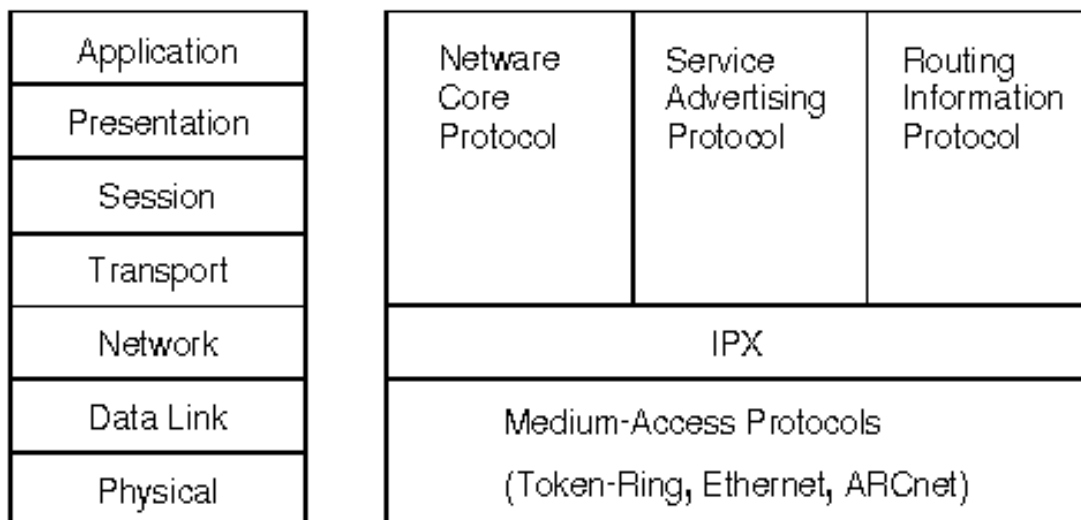 Application
Presentation
Session
Transport
Network
Data Link
Physical
Netware
Core
Protocol
Service
Advertising
Protocol
Routing
Information
Protocol
IPX
Medium-Access Protocols
(Token-Ring, Ethernet, ARCnet)